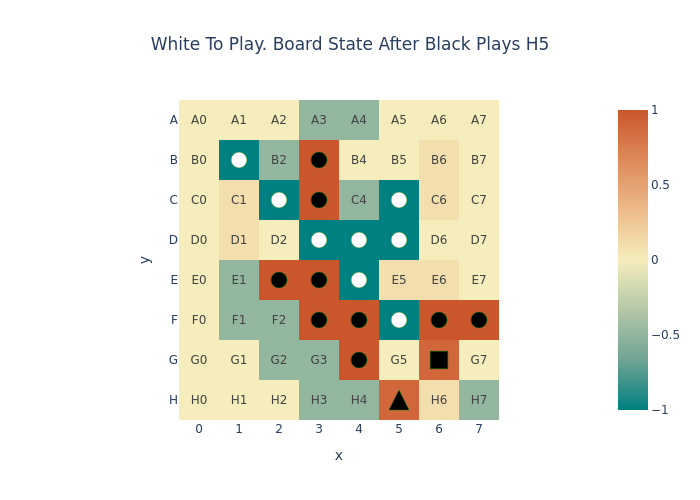 White To Play. Board State After Black Plays H5
A A0 A1 A2 A3 A4 A5 A6 A7
B B0 B2 B4 B5 B6 B7
C C0 C1 C4 C6 C7
D D0 D1 D2 D6 D7
E E0 E1 E5 E6 E7
F F0 F1 F2
G G0 G1 G2 G3 G5 G7
H H0 H1 H2 H3 H4 H6 H7
0 1 2 3 4 5 6 7
x
y
1
0.5
0
−0.5
−1